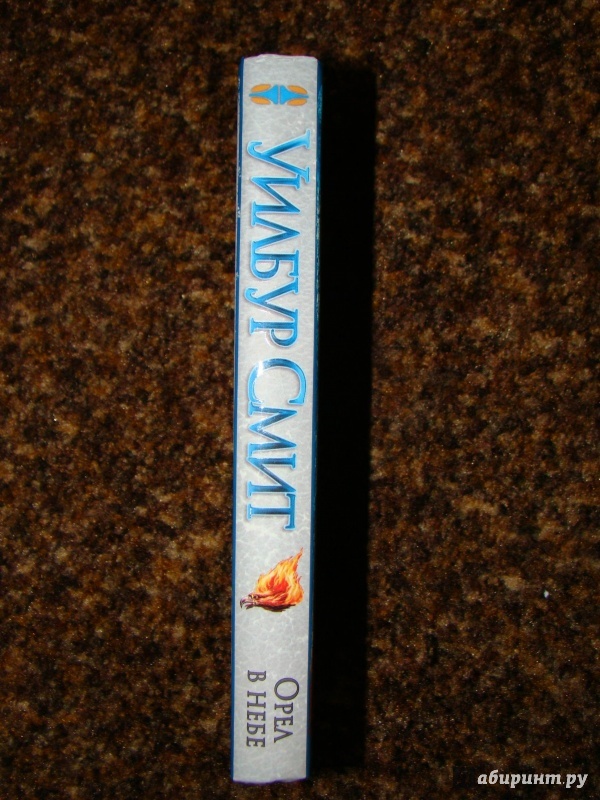 Уилбур Смит
Орел
в небе
абиринт.ру